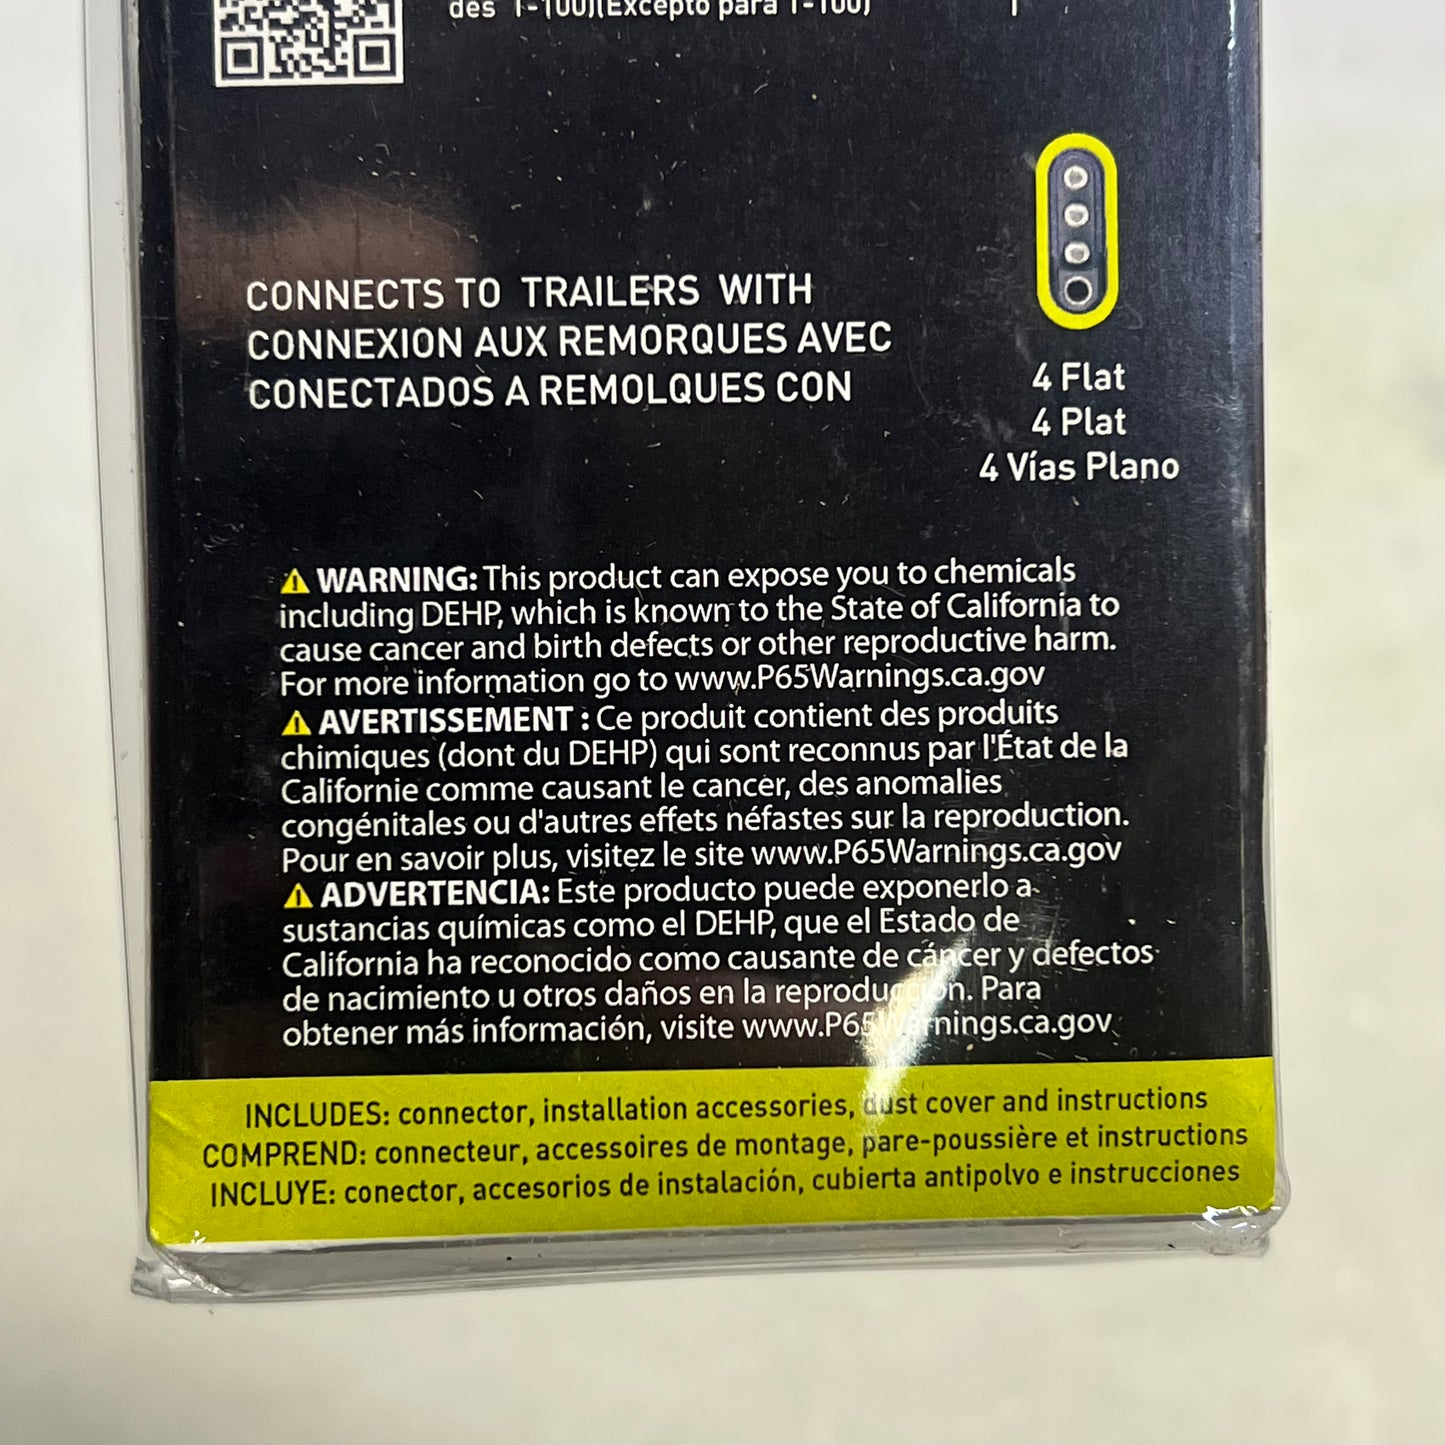 des T-100)(Excepto para T-100)
CONNECTS TO TRAILERS WITH
CONNEXION AUX REMORQUES AVEC
CONECTADOS A REMOLQUES CON
4 Flat
4 Plat
4 Vías Plano
WARNING: This product can expose you to chemicals
including DEHP, which is known to the State of California to
cause cancer and birth defects or other reproductive harm.
For more information go to www.P65Warnings.ca.gov
AVERTISSEMENT : Ce produit contient des produits
chimiques (dont du DEHP) qui sont reconnus par l'État de la
Californie comme causant le cancer, des anomalies
congénitales ou d'autres effets néfastes sur la reproduction.
Pour en savoir plus, visitez le site www.P65Warnings.ca.gov
ADVERTENCIA: Este producto puede exponerlo a
sustancias químicas como el DEHP, que el Estado de
California ha reconocido como causante de cáncer y defectos
de nacimiento u otros daños en la reproducción. Para
obtener más información, visite www.P65Warnings.ca.gov
INCLUDES: connector, installation accessories, dust cover and instructions
COMPREND: connecteur, accessoires de montage, pare-poussière et instructions
INCLUYE: conector, accesorios de instalación, cubierta antipolvo e instrucciones